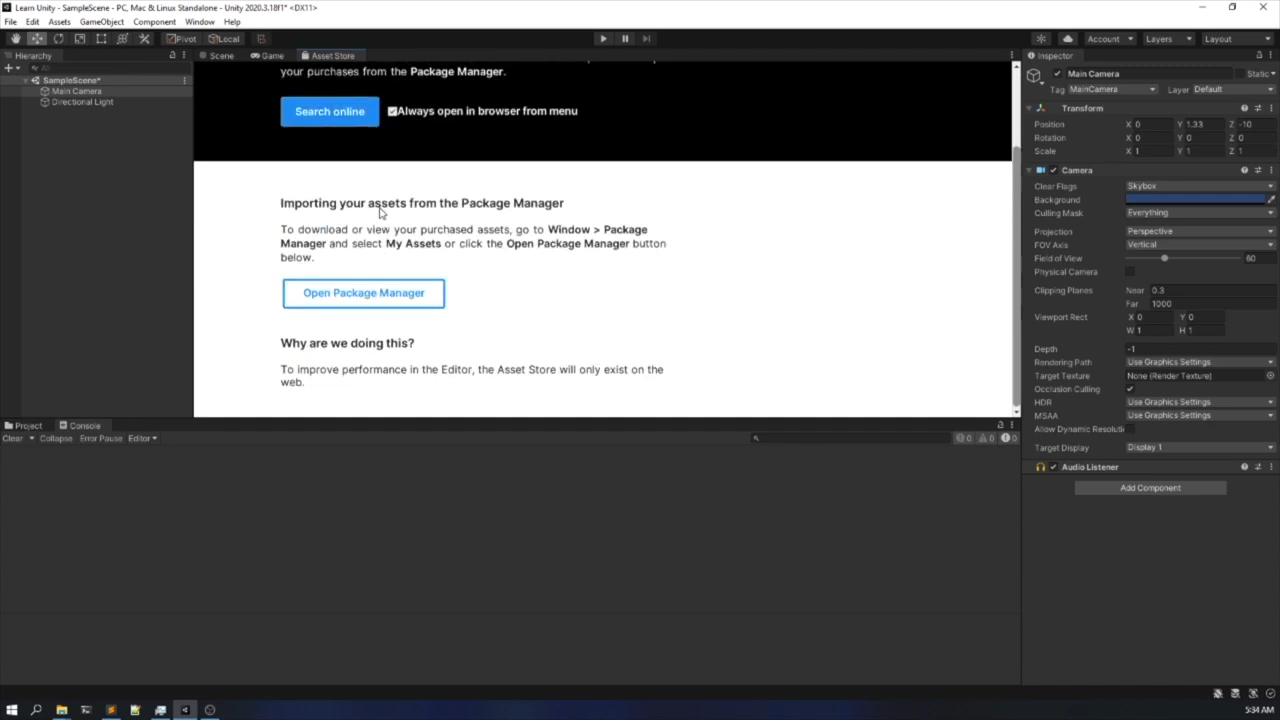 Learn Unity - SampleScene - PC, Mac & Linux Standalone - Unity 2020.3.18f1* <DX11>
File Edit Assets GameObject Component Window Help
Pivot Local Account Layers Layout
Hierarchy
All
SampleScene*
Main Camera
Directional Light
Scene Game Asset Store
your purchases from the Package Manager.
Search online Always open in browser from menu
Importing your assets from the Package Manager
To download or view your purchased assets, go to Window > Package
Manager and select My Assets or click the Open Package Manager button
below.
Open Package Manager
Why are we doing this?
To improve performance in the Editor, the Asset Store will only exist on the
web.
Project Console
Clear Collapse Error Pause Editor 0 0 0
Inspector
Main Camera Static
Tag MainCamera Layer Default
Transform
Position X 0 Y 1.33 Z -10
Rotation X 0 Y 0 Z 0
Scale X 1 Y 1 Z 1
Camera
Clear Flags Skybox
Background
Culling Mask Everything
Projection Perspective
FOV Axis Vertical
Field of View 60
Physical Camera
Clipping Planes Near 0.3
Far 1000
Viewport Rect X 0 Y 0
W 1 H 1
Depth -1
Rendering Path Use Graphics Settings
Target Texture None (Render Texture)
Occlusion Culling
HDR Use Graphics Settings
MSAA Use Graphics Settings
Allow Dynamic Resoluti
Target Display Display 1
Audio Listener
Add Component
5:34 AM